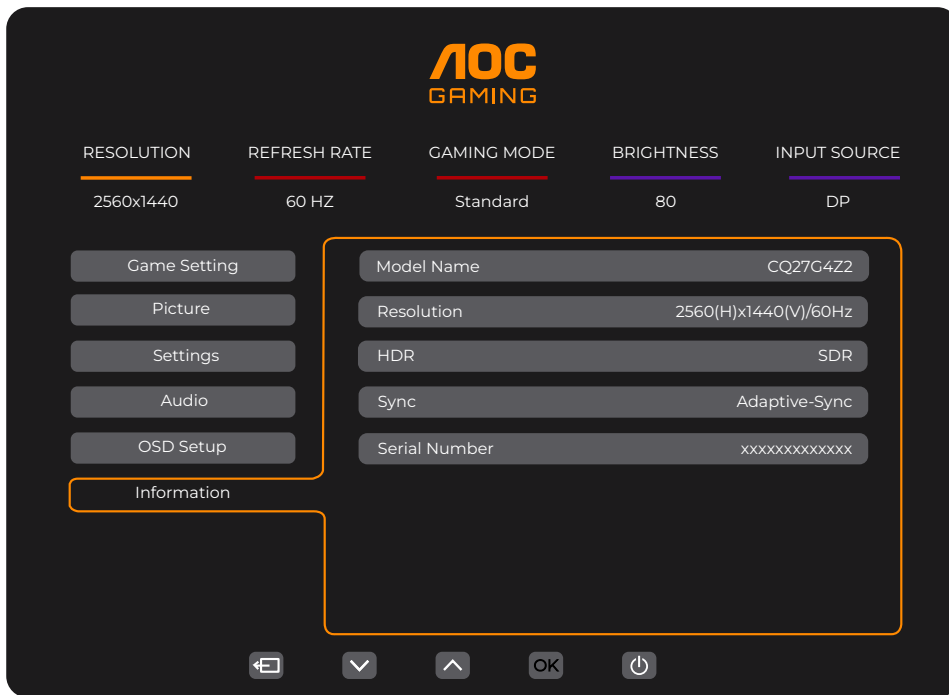 AOC
GAMING
RESOLUTION REFRESH RATE GAMING MODE BRIGHTNESS INPUT SOURCE
2560x1440 60 HZ Standard 80 DP
Game Setting
Picture
Settings
Audio
OSD Setup
Information
Model Name CQ27G4Z2
Resolution 2560(H)x1440(V)/60Hz
HDR SDR
Sync Adaptive-Sync
Serial Number xxxxxxxxxxxxx
OK